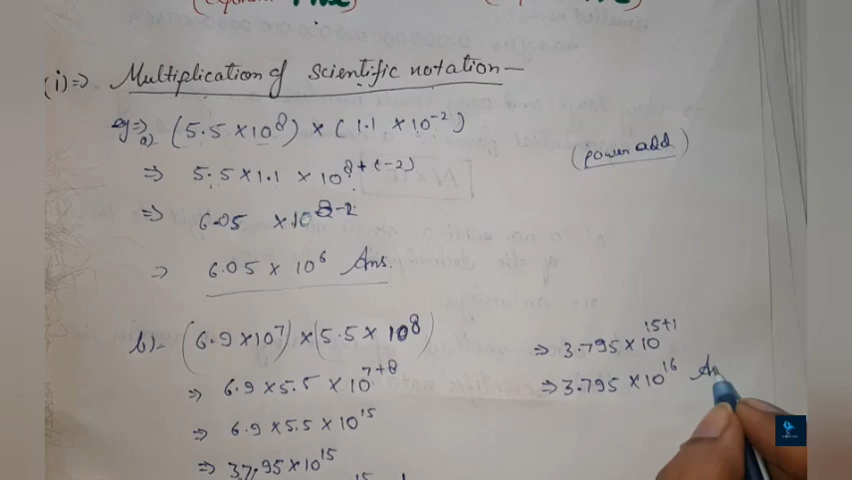 (i)⇒ Multiplication of scientific notation—
eg⇒ a) (5.5 × 10⁸) × (1.1 × 10⁻²)
(power add)
⇒ 5.5 × 1.1 × 10⁸⁺⁽⁻²⁾
⇒ 6.05 × 10⁸⁻²
⇒ 6.05 × 10⁶ Ans.
b)= (6.9 × 10⁷) × (5.5 × 10⁸)
⇒ 6.9 × 5.5 × 10⁷⁺⁸
⇒ 6.9 × 5.5 × 10¹⁵
⇒ 37.95 × 10¹⁵
⇒ 3.795 × 10¹⁵⁺¹
⇒ 3.795 × 10¹⁶ An